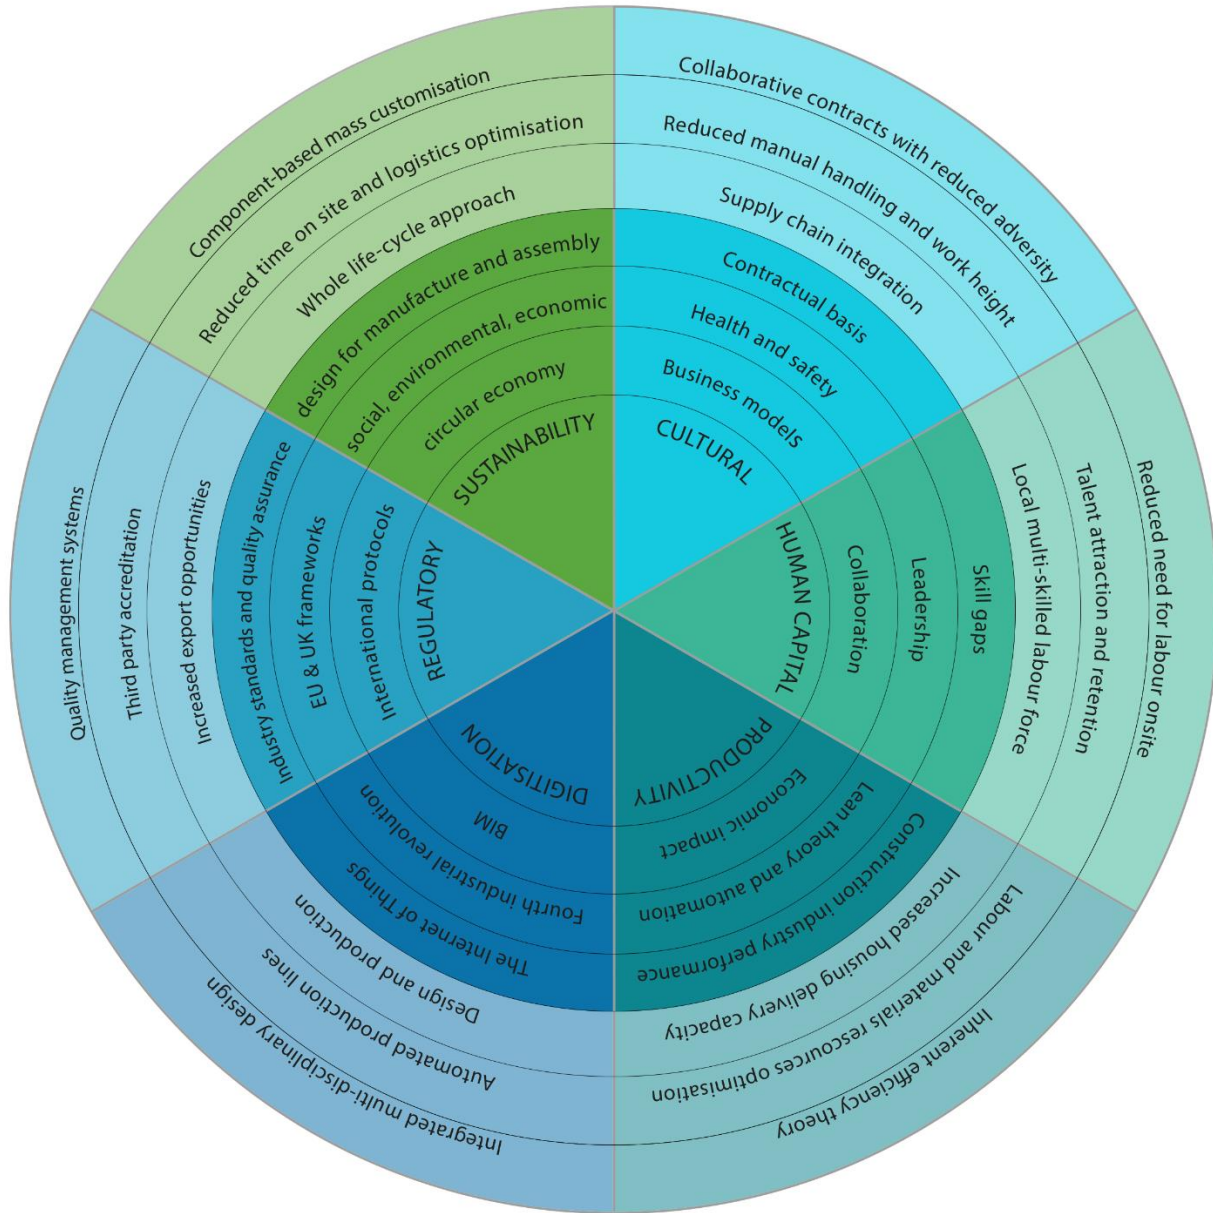 Component-based mass customisation
Reduced time on site and logistics optimisation
Whole life-cycle approach
design for manufacture and assembly
social, environmental, economic
circular economy
SUSTAINABILITY
Collaborative contracts with reduced adversity
Reduced manual handling and work height
Supply chain integration
Contractual basis
Health and safety
Business models
CULTURAL
Reduced need for labour onsite
Talent attraction and retention
Local multi-skilled labour force
Skill gaps
Leadership
Collaboration
HUMAN CAPITAL
PRODUCTIVITY
Economic impact
Lean theory and automation
Construction industry performance
Increased housing delivery capacity
Labour and materials rescources optimisation
Inherent efficiency theory
DIGITISATION
BIM
Fourth industrial revolution
The Internet of Things
Design and production
Automated production lines
Integrated multi-disciplinary design
Quality management systems
Third party accreditation
Increased export opportunities
Industry standards and quality assurance
EU & UK frameworks
International protocols
REGULATORY